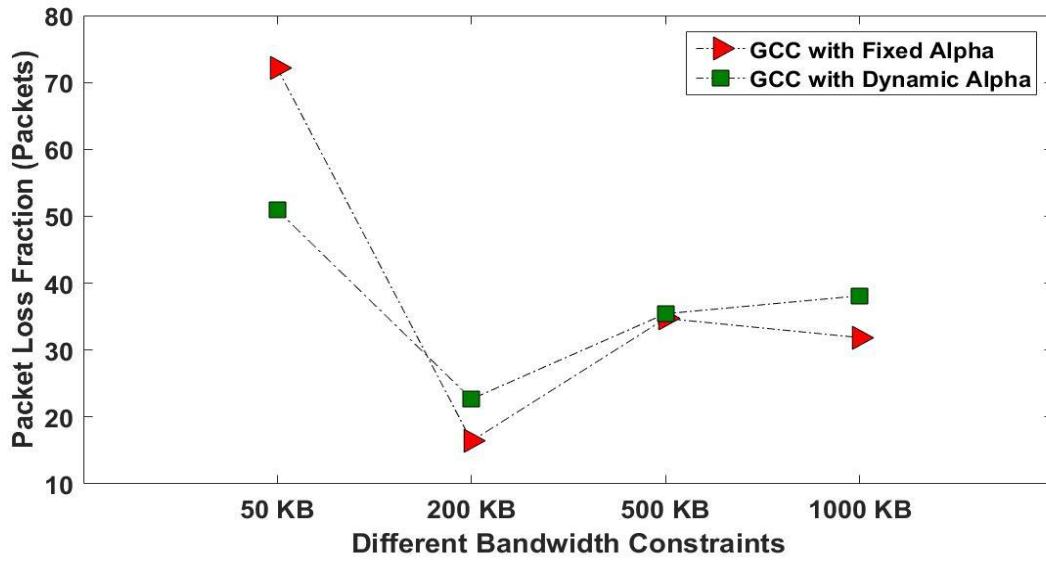 80
70
60
50
40
30
20
10
Packet Loss Fraction (Packets)
GCC with Fixed Alpha
GCC with Dynamic Alpha
50 KB 200 KB 500 KB 1000 KB
Different Bandwidth Constraints